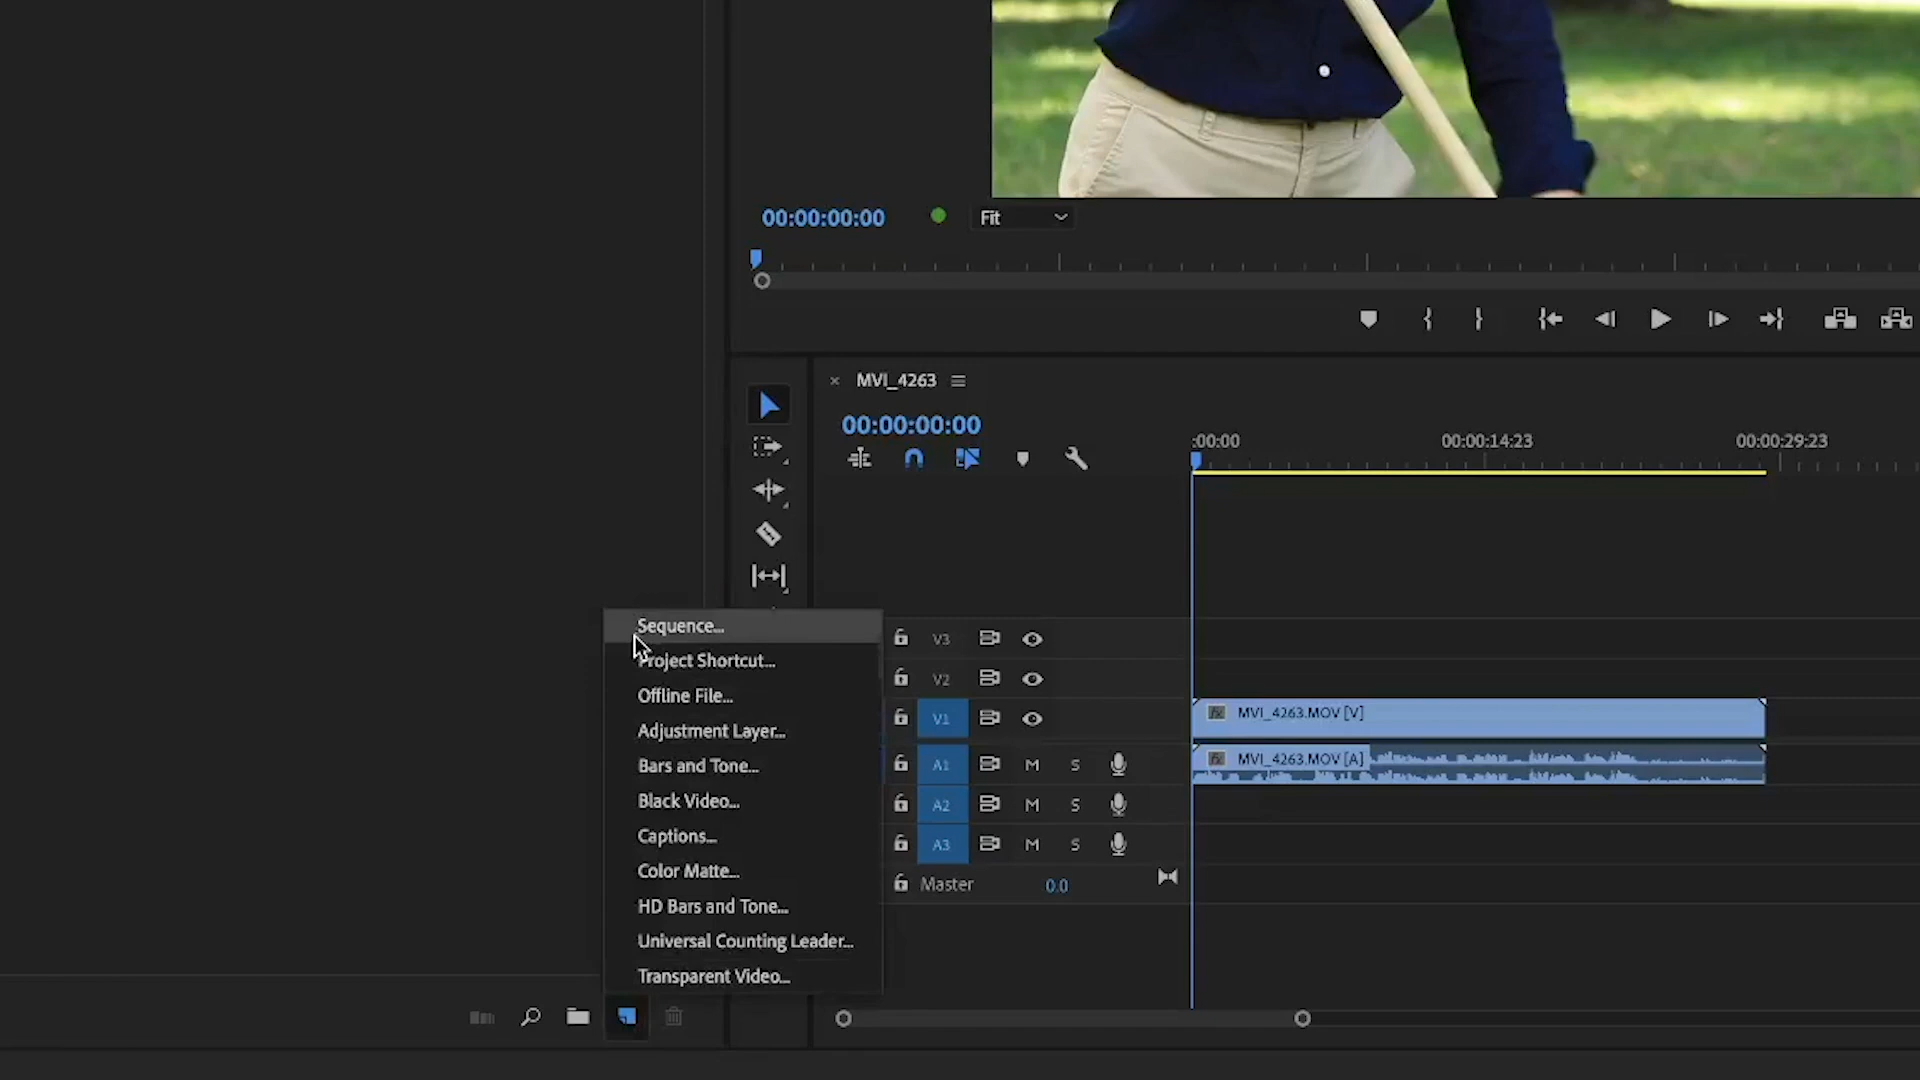 00:00:00:00
Fit
MVI_4263
00:00:00:00
:00:00
00:00:14:23
00:00:29:23
Sequence...
Project Shortcut...
Offline File...
Adjustment Layer...
Bars and Tone...
Black Video...
Captions...
Color Matte...
HD Bars and Tone...
Universal Counting Leader...
Transparent Video...
V3
V2
V1
fx MVI_4263.MOV [V]
A1 M S
fx MVI_4263.MOV [A]
A2 M S
A3 M S
Master 0.0